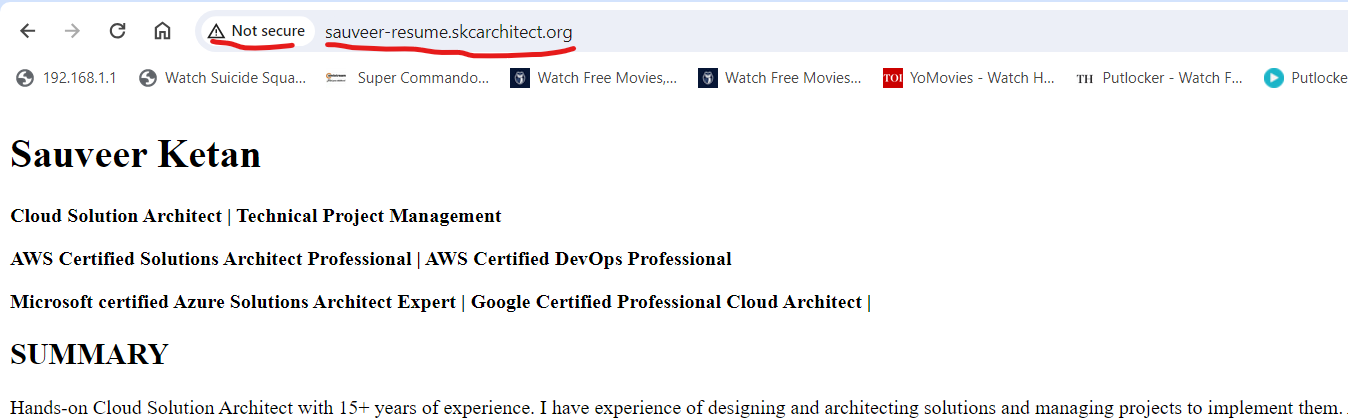 Not secure sauveer-resume.skcarchitect.org
192.168.1.1 Watch Suicide Squa... Super Commando... Watch Free Movies,... Watch Free Movies... TOI YoMovies - Watch H... TH Putlocker - Watch F... Putlocke
Sauveer Ketan
Cloud Solution Architect | Technical Project Management
AWS Certified Solutions Architect Professional | AWS Certified DevOps Professional
Microsoft certified Azure Solutions Architect Expert | Google Certified Professional Cloud Architect |
SUMMARY
Hands-on Cloud Solution Architect with 15+ years of experience. I have experience of designing and architecting solutions and managing projects to implement them.